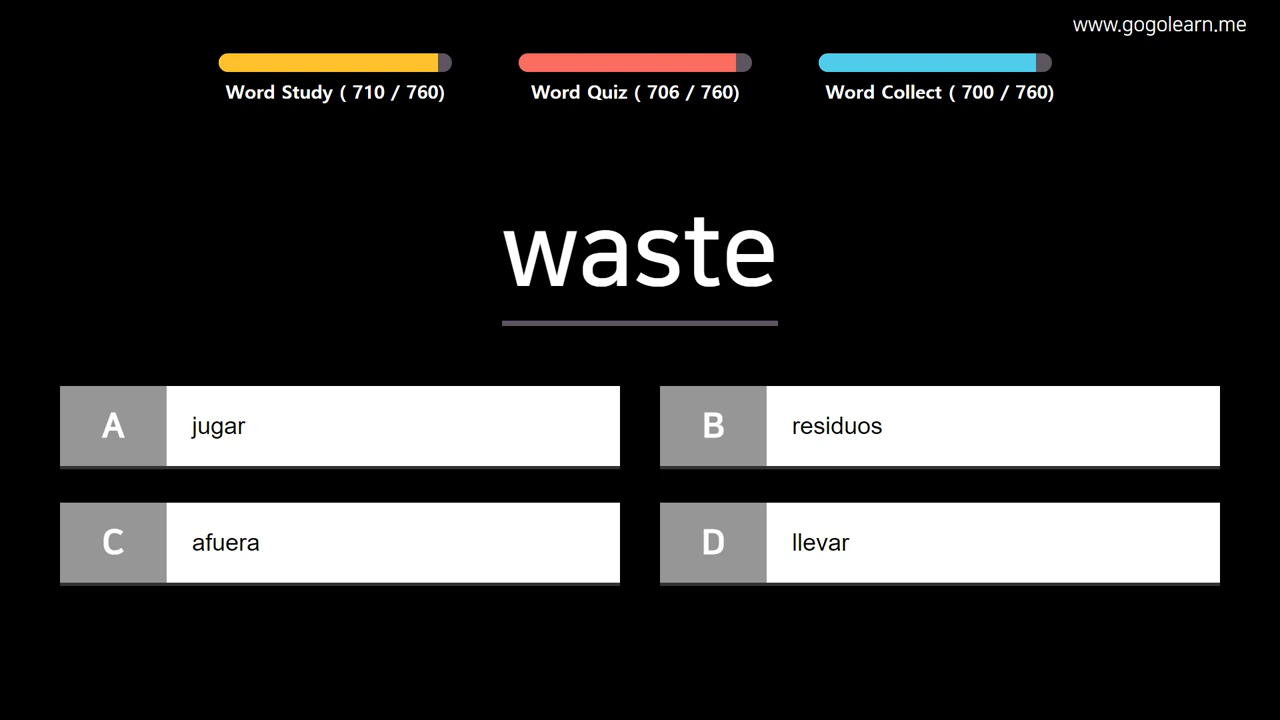 www.gogolearn.me
Word Study ( 710 / 760)
Word Quiz ( 706 / 760)
Word Collect ( 700 / 760)
waste
A jugar
B residuos
C afuera
D llevar